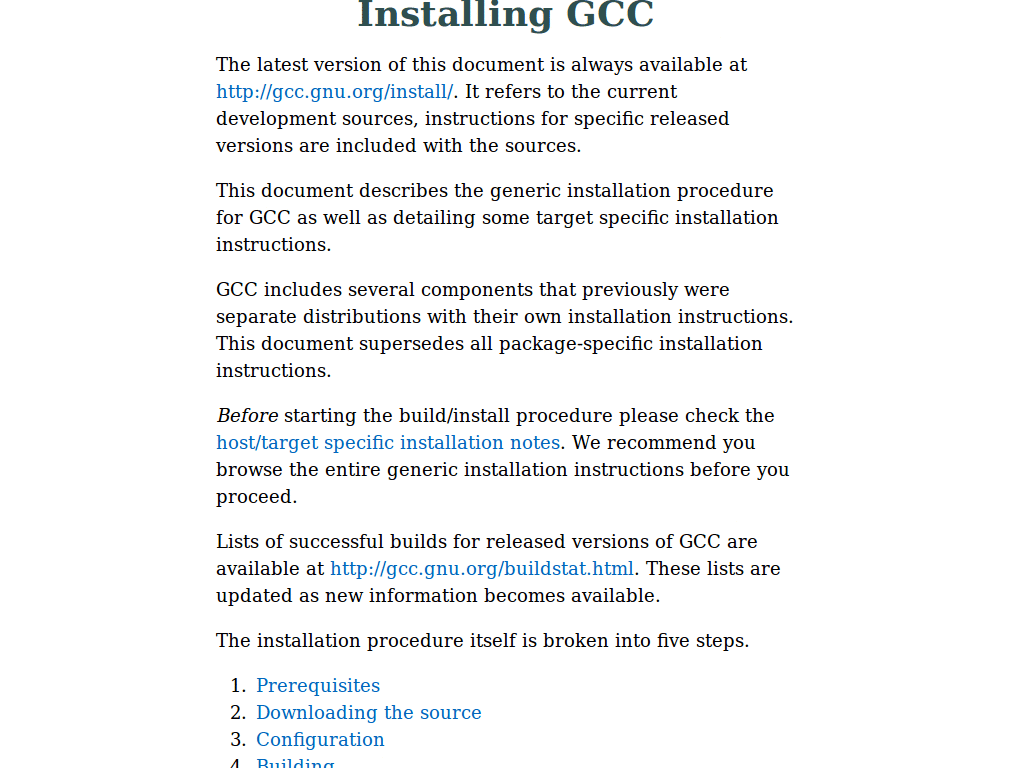 Installing GCC
The latest version of this document is always available at
http://gcc.gnu.org/install/. It refers to the current
development sources, instructions for specific released
versions are included with the sources.
This document describes the generic installation procedure
for GCC as well as detailing some target specific installation
instructions.
GCC includes several components that previously were
separate distributions with their own installation instructions.
This document supersedes all package-specific installation
instructions.
Before starting the build/install procedure please check the
host/target specific installation notes. We recommend you
browse the entire generic installation instructions before you
proceed.
Lists of successful builds for released versions of GCC are
available at http://gcc.gnu.org/buildstat.html. These lists are
updated as new information becomes available.
The installation procedure itself is broken into five steps.
1. Prerequisites
2. Downloading the source
3. Configuration
4. Building